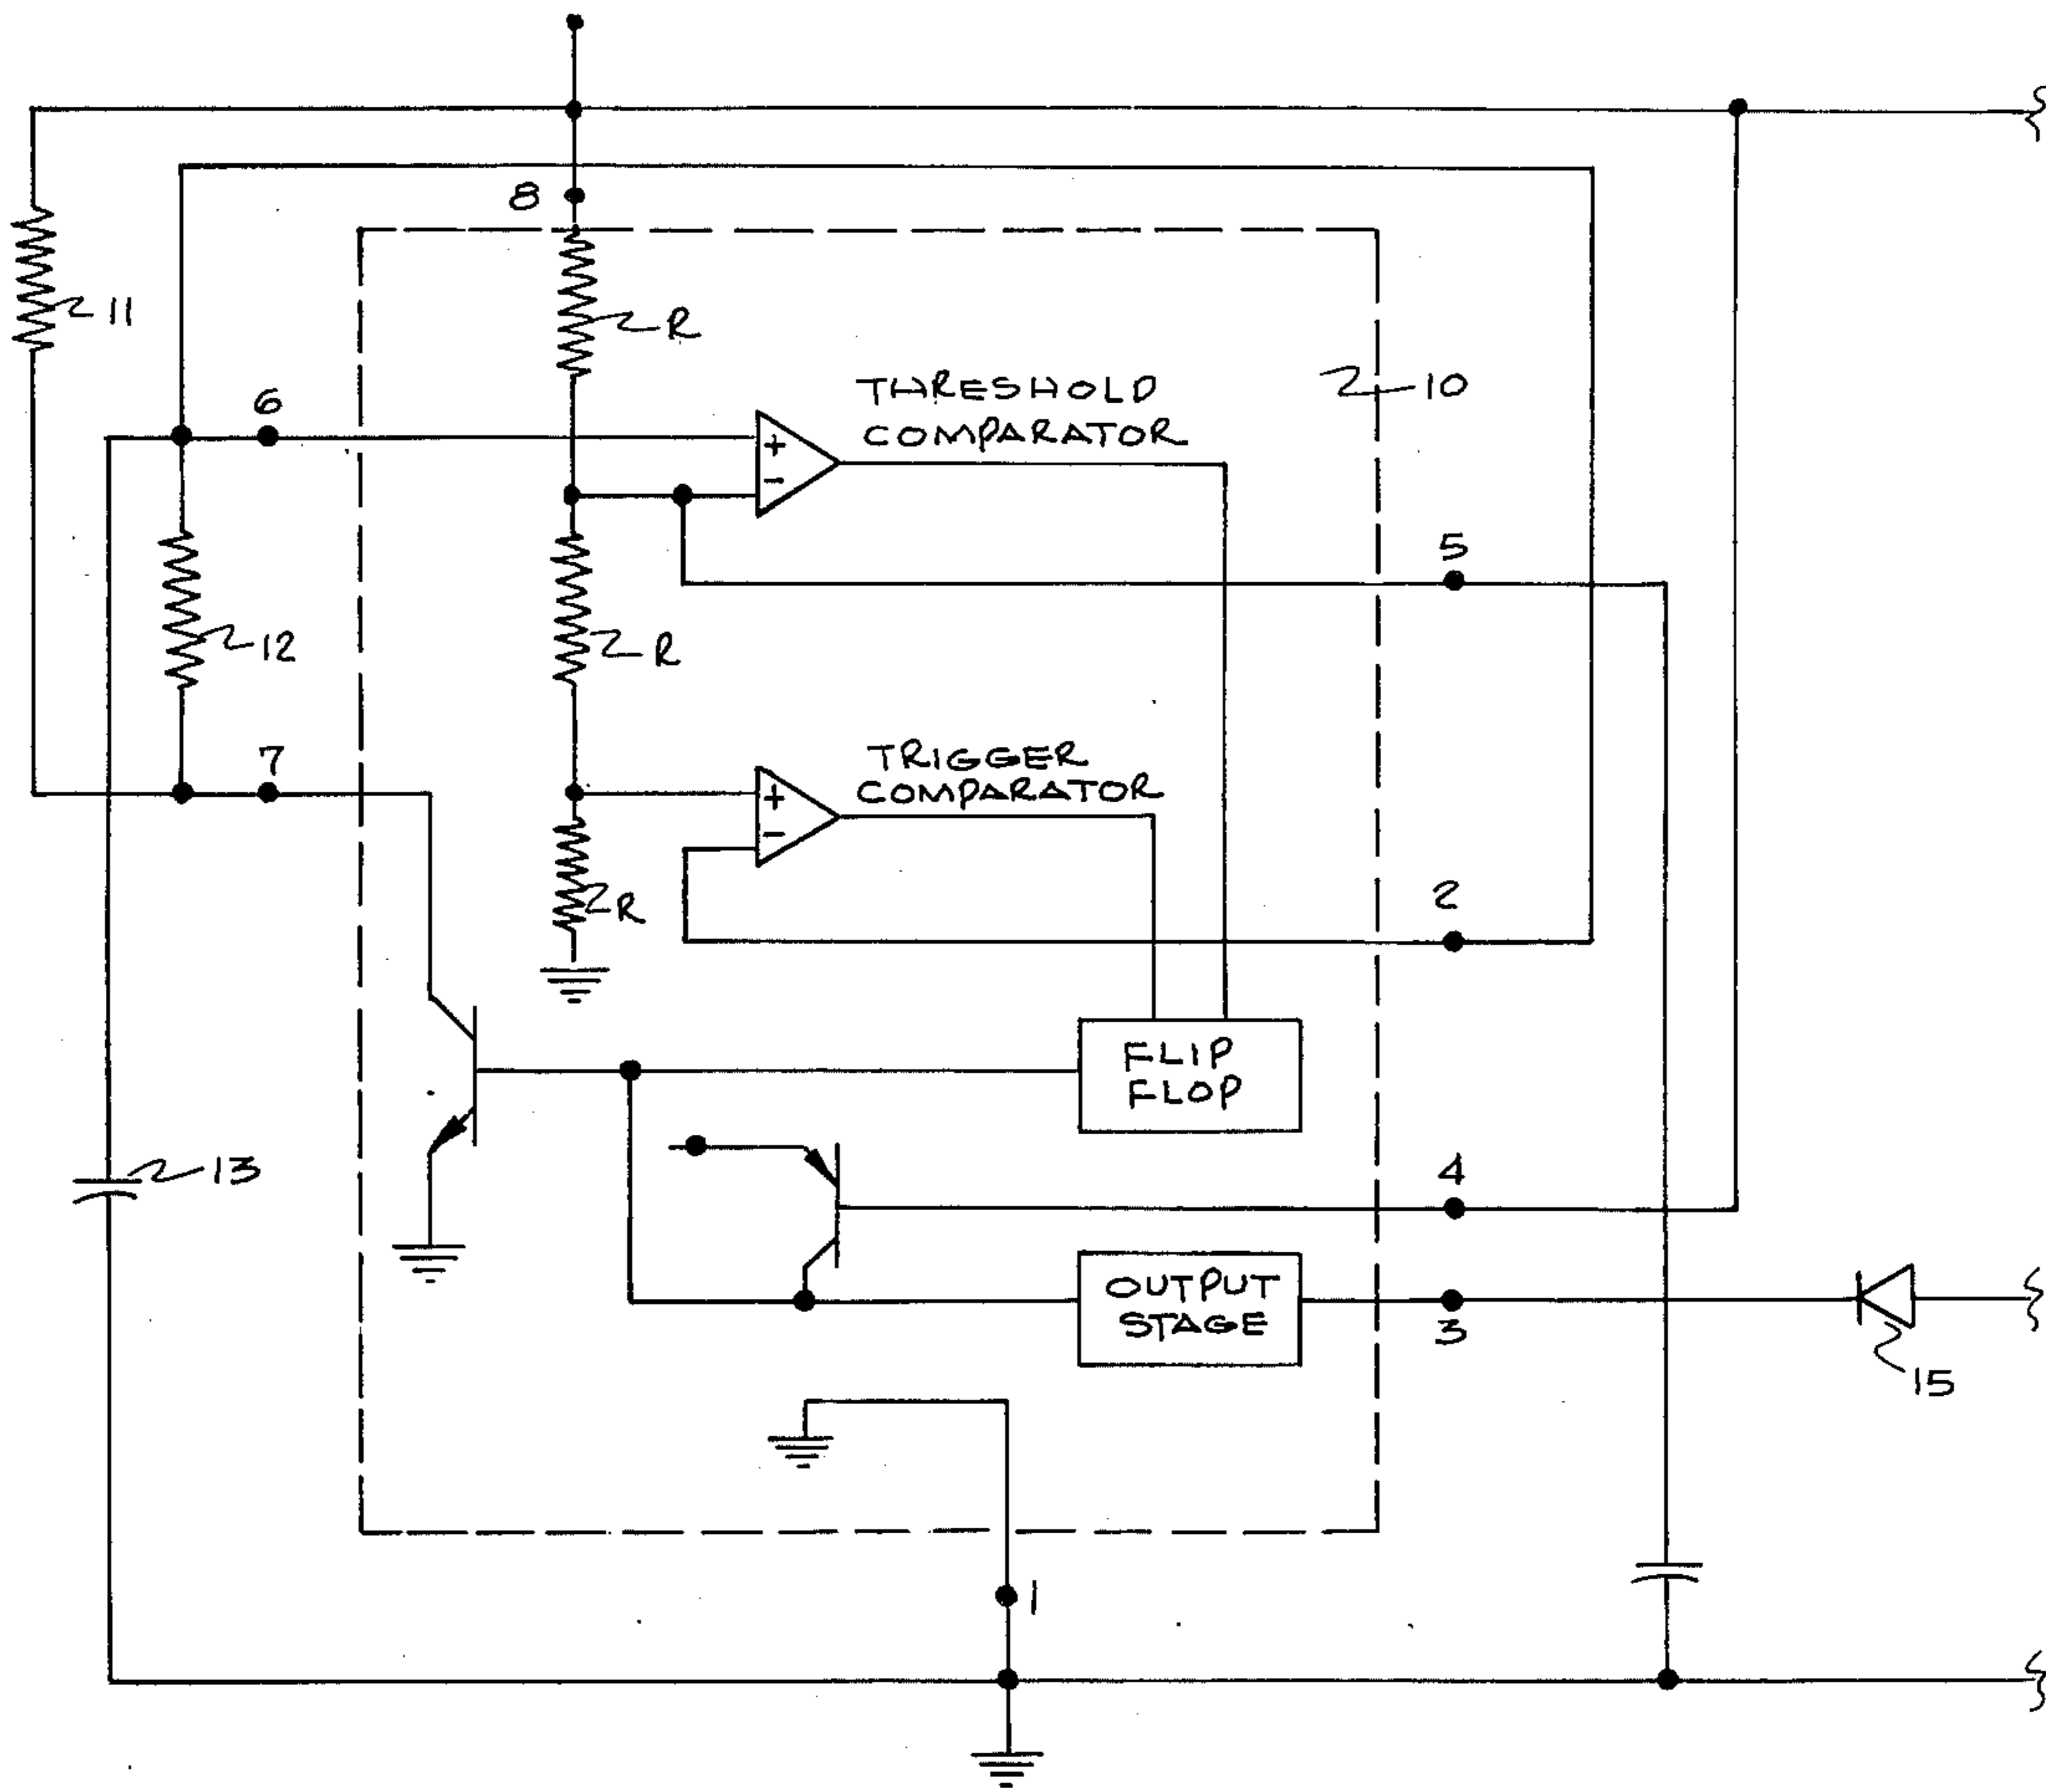 8
11
R
10
THRESHOLD
COMPARATOR
6
+
-
5
12
R
7
TRIGGER
COMPARATOR
+
-
2
R
FLIP
FLOP
13
4
OUTPUT
STAGE
3
15
1